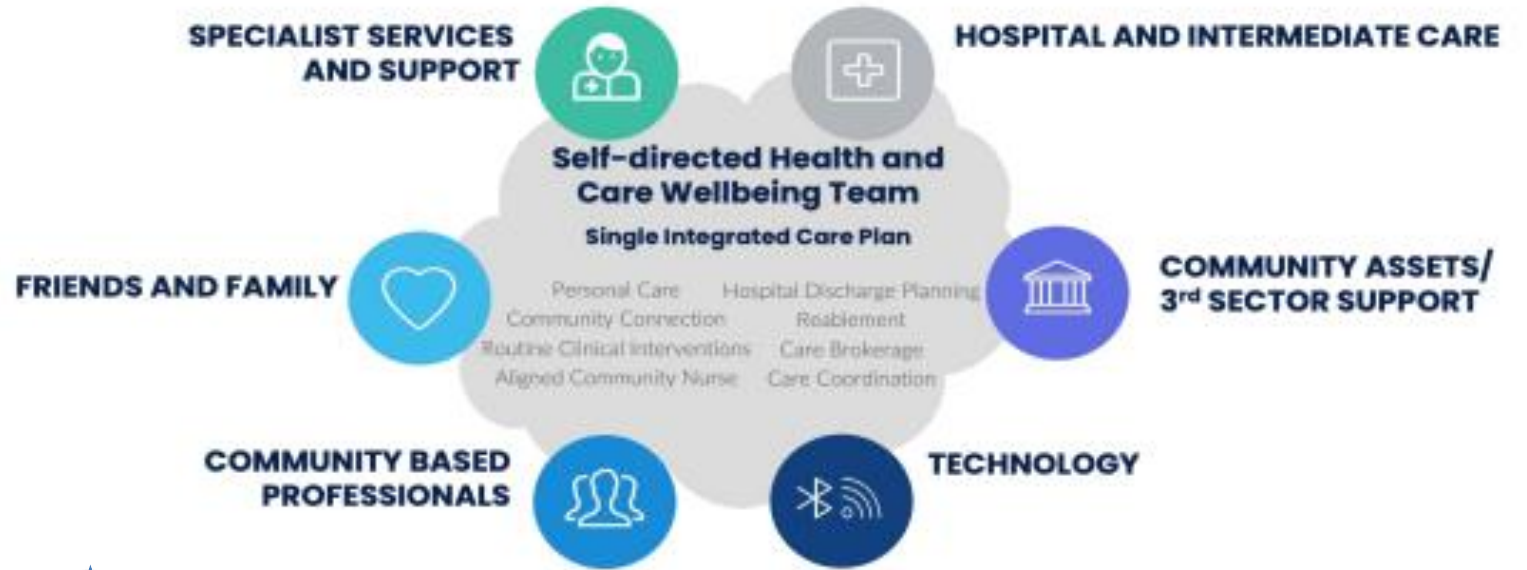 SPECIALIST SERVICES
AND SUPPORT
HOSPITAL AND INTERMEDIATE CARE
Self-directed Health and
Care Wellbeing Team
Single Integrated Care Plan
FRIENDS AND FAMILY
COMMUNITY ASSETS/
3rd SECTOR SUPPORT
Personal Care
Community Connection
Routine Clinical Interventions
Aligned Community Nurse
Hospital Discharge Planning
Reablement
Care Brokerage
Care Coordination
COMMUNITY BASED
PROFESSIONALS
TECHNOLOGY